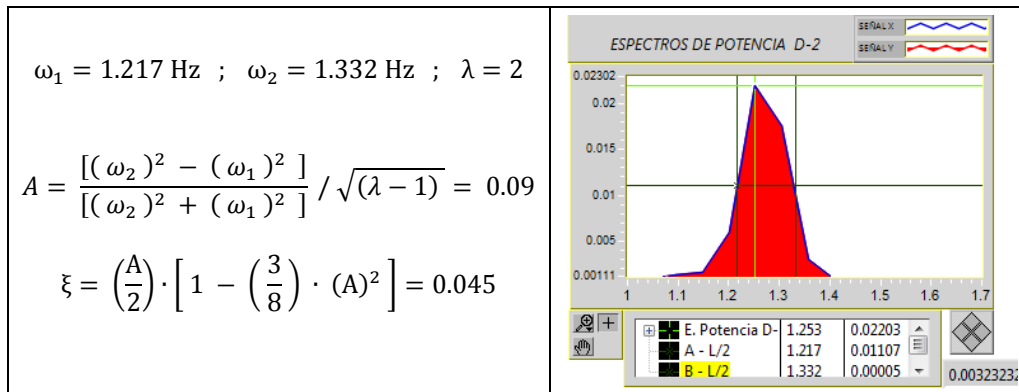 ω₁ = 1.217 Hz ; ω₂ = 1.332 Hz ; λ = 2
A = [( ω₂ )² − ( ω₁ )² ] / [( ω₂ )² + ( ω₁ )² ] / √(λ − 1) = 0.09
ξ = (A/2) · [ 1 − (3/8) · (A)² ] = 0.045
ESPECTROS DE POTENCIA D-2
SEÑAL X
SEÑAL Y
0.02302
0.02
0.015
0.01
0.005
0.00111
1 1.1 1.2 1.3 1.4 1.5 1.6 1.7
E. Potencia D- 1.253 0.02203
A - L/2 1.217 0.01107
B - L/2 1.332 0.00005
0.00323232